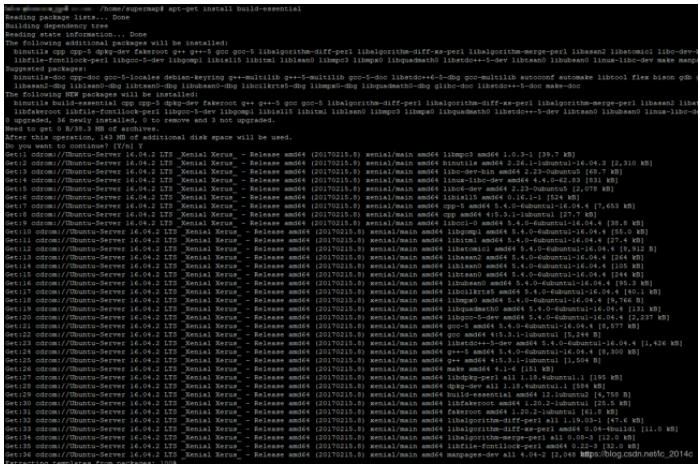 /home/supermap# apt-get install build-essential
Reading package lists... Done
Building dependency tree
Reading state information... Done
The following additional packages will be installed:
binutils cpp cpp-5 dpkg-dev fakeroot g++ g++-5 gcc gcc-5 libalgorithm-diff-perl libalgorithm-diff-xs-perl libalgorithm-merge-perl libasan2 libatomic1 libc-dev-b
libfile-fcntllock-perl libgcc-5-dev libgomp1 libisl15 libitm1 liblsan0 libmpc3 libmpx0 libquadmath0 libstdc++-5-dev libtsan0 libubsan0 linux-libc-dev make manpa
Suggested packages:
binutils-doc cpp-doc gcc-5-locales debian-keyring g++-multilib g++-5-multilib gcc-5-doc libstdc++6-5-dbg gcc-multilib autoconf automake libtool flex bison gdb
libasan2-dbg liblsan0-dbg libtsan0-dbg libubsan0-dbg libcilkrts5-dbg libmpx0-dbg libquadmath0-dbg glibc-doc libstdc++-5-doc make-doc
The following NEW packages will be installed:
binutils build-essential cpp cpp-5 dpkg-dev fakeroot g++ g++-5 gcc gcc-5 libalgorithm-diff-perl libalgorithm-diff-xs-perl libalgorithm-merge-perl libasan2 libat
libfakeroot libfile-fcntllock-perl libgcc-5-dev libgomp1 libisl15 libitm1 liblsan0 libmpc3 libmpx0 libquadmath0 libstdc++-5-dev libtsan0 libubsan0 linux-libc-de
0 upgraded, 36 newly installed, 0 to remove and 3 not upgraded.
Need to get 0 B/38.3 MB of archives.
After this operation, 143 MB of additional disk space will be used.
Do you want to continue? [Y/n] Y
Get:1 cdrom://Ubuntu-Server 16.04.2 LTS _Xenial Xerus_ - Release amd64 (20170215.8) xenial/main amd64 libmpc3 amd64 1.0.3-1 [39.7 kB]
Get:2 cdrom://Ubuntu-Server 16.04.2 LTS _Xenial Xerus_ - Release amd64 (20170215.8) xenial/main amd64 binutils amd64 2.26.1-1ubuntu1~16.04.3 [2,310 kB]
Get:3 cdrom://Ubuntu-Server 16.04.2 LTS _Xenial Xerus_ - Release amd64 (20170215.8) xenial/main amd64 libc-dev-bin amd64 2.23-0ubuntu5 [68.7 kB]
Get:4 cdrom://Ubuntu-Server 16.04.2 LTS _Xenial Xerus_ - Release amd64 (20170215.8) xenial/main amd64 linux-libc-dev amd64 4.4.0-62.83 [831 kB]
Get:5 cdrom://Ubuntu-Server 16.04.2 LTS _Xenial Xerus_ - Release amd64 (20170215.8) xenial/main amd64 libc6-dev amd64 2.23-0ubuntu5 [2,078 kB]
Get:6 cdrom://Ubuntu-Server 16.04.2 LTS _Xenial Xerus_ - Release amd64 (20170215.8) xenial/main amd64 libisl15 amd64 0.16.1-1 [524 kB]
Get:7 cdrom://Ubuntu-Server 16.04.2 LTS _Xenial Xerus_ - Release amd64 (20170215.8) xenial/main amd64 cpp-5 amd64 5.4.0-6ubuntu1~16.04.4 [7,653 kB]
Get:8 cdrom://Ubuntu-Server 16.04.2 LTS _Xenial Xerus_ - Release amd64 (20170215.8) xenial/main amd64 cpp amd64 4:5.3.1-1ubuntu1 [27.7 kB]
Get:9 cdrom://Ubuntu-Server 16.04.2 LTS _Xenial Xerus_ - Release amd64 (20170215.8) xenial/main amd64 libcc1-0 amd64 5.4.0-6ubuntu1~16.04.4 [38.8 kB]
Get:10 cdrom://Ubuntu-Server 16.04.2 LTS _Xenial Xerus_ - Release amd64 (20170215.8) xenial/main amd64 libgomp1 amd64 5.4.0-6ubuntu1~16.04.4 [55.0 kB]
Get:11 cdrom://Ubuntu-Server 16.04.2 LTS _Xenial Xerus_ - Release amd64 (20170215.8) xenial/main amd64 libitm1 amd64 5.4.0-6ubuntu1~16.04.4 [27.4 kB]
Get:12 cdrom://Ubuntu-Server 16.04.2 LTS _Xenial Xerus_ - Release amd64 (20170215.8) xenial/main amd64 libatomic1 amd64 5.4.0-6ubuntu1~16.04.4 [8,912 B]
Get:13 cdrom://Ubuntu-Server 16.04.2 LTS _Xenial Xerus_ - Release amd64 (20170215.8) xenial/main amd64 libasan2 amd64 5.4.0-6ubuntu1~16.04.4 [264 kB]
Get:14 cdrom://Ubuntu-Server 16.04.2 LTS _Xenial Xerus_ - Release amd64 (20170215.8) xenial/main amd64 liblsan0 amd64 5.4.0-6ubuntu1~16.04.4 [105 kB]
Get:15 cdrom://Ubuntu-Server 16.04.2 LTS _Xenial Xerus_ - Release amd64 (20170215.8) xenial/main amd64 libtsan0 amd64 5.4.0-6ubuntu1~16.04.4 [244 kB]
Get:16 cdrom://Ubuntu-Server 16.04.2 LTS _Xenial Xerus_ - Release amd64 (20170215.8) xenial/main amd64 libubsan0 amd64 5.4.0-6ubuntu1~16.04.4 [95.3 kB]
Get:17 cdrom://Ubuntu-Server 16.04.2 LTS _Xenial Xerus_ - Release amd64 (20170215.8) xenial/main amd64 libcilkrts5 amd64 5.4.0-6ubuntu1~16.04.4 [40.1 kB]
Get:18 cdrom://Ubuntu-Server 16.04.2 LTS _Xenial Xerus_ - Release amd64 (20170215.8) xenial/main amd64 libmpx0 amd64 5.4.0-6ubuntu1~16.04.4 [9,766 B]
Get:19 cdrom://Ubuntu-Server 16.04.2 LTS _Xenial Xerus_ - Release amd64 (20170215.8) xenial/main amd64 libquadmath0 amd64 5.4.0-6ubuntu1~16.04.4 [131 kB]
Get:20 cdrom://Ubuntu-Server 16.04.2 LTS _Xenial Xerus_ - Release amd64 (20170215.8) xenial/main amd64 libgcc-5-dev amd64 5.4.0-6ubuntu1~16.04.4 [2,237 kB]
Get:21 cdrom://Ubuntu-Server 16.04.2 LTS _Xenial Xerus_ - Release amd64 (20170215.8) xenial/main amd64 gcc-5 amd64 5.4.0-6ubuntu1~16.04.4 [8,577 kB]
Get:22 cdrom://Ubuntu-Server 16.04.2 LTS _Xenial Xerus_ - Release amd64 (20170215.8) xenial/main amd64 gcc amd64 4:5.3.1-1ubuntu1 [5,244 B]
Get:23 cdrom://Ubuntu-Server 16.04.2 LTS _Xenial Xerus_ - Release amd64 (20170215.8) xenial/main amd64 libstdc++-5-dev amd64 5.4.0-6ubuntu1~16.04.4 [1,426 kB]
Get:24 cdrom://Ubuntu-Server 16.04.2 LTS _Xenial Xerus_ - Release amd64 (20170215.8) xenial/main amd64 g++-5 amd64 5.4.0-6ubuntu1~16.04.4 [8,300 kB]
Get:25 cdrom://Ubuntu-Server 16.04.2 LTS _Xenial Xerus_ - Release amd64 (20170215.8) xenial/main amd64 g++ amd64 4:5.3.1-1ubuntu1 [1,504 B]
Get:26 cdrom://Ubuntu-Server 16.04.2 LTS _Xenial Xerus_ - Release amd64 (20170215.8) xenial/main amd64 make amd64 4.1-6 [151 kB]
Get:27 cdrom://Ubuntu-Server 16.04.2 LTS _Xenial Xerus_ - Release amd64 (20170215.8) xenial/main amd64 libdpkg-perl all 1.18.4ubuntu1.1 [195 kB]
Get:28 cdrom://Ubuntu-Server 16.04.2 LTS _Xenial Xerus_ - Release amd64 (20170215.8) xenial/main amd64 dpkg-dev all 1.18.4ubuntu1.1 [584 kB]
Get:29 cdrom://Ubuntu-Server 16.04.2 LTS _Xenial Xerus_ - Release amd64 (20170215.8) xenial/main amd64 build-essential amd64 12.1ubuntu2 [4,758 B]
Get:30 cdrom://Ubuntu-Server 16.04.2 LTS _Xenial Xerus_ - Release amd64 (20170215.8) xenial/main amd64 libfakeroot amd64 1.20.2-1ubuntu1 [25.5 kB]
Get:31 cdrom://Ubuntu-Server 16.04.2 LTS _Xenial Xerus_ - Release amd64 (20170215.8) xenial/main amd64 fakeroot amd64 1.20.2-1ubuntu1 [61.8 kB]
Get:32 cdrom://Ubuntu-Server 16.04.2 LTS _Xenial Xerus_ - Release amd64 (20170215.8) xenial/main amd64 libalgorithm-diff-perl all 1.19.03-1 [47.6 kB]
Get:33 cdrom://Ubuntu-Server 16.04.2 LTS _Xenial Xerus_ - Release amd64 (20170215.8) xenial/main amd64 libalgorithm-diff-xs-perl amd64 0.04-4build1 [11.0 kB]
Get:34 cdrom://Ubuntu-Server 16.04.2 LTS _Xenial Xerus_ - Release amd64 (20170215.8) xenial/main amd64 libalgorithm-merge-perl all 0.08-3 [12.0 kB]
Get:35 cdrom://Ubuntu-Server 16.04.2 LTS _Xenial Xerus_ - Release amd64 (20170215.8) xenial/main amd64 libfile-fcntllock-perl amd64 0.22-3 [32.0 kB]
Get:36 cdrom://Ubuntu-Server 16.04.2 LTS _Xenial Xerus_ - Release amd64 (20170215.8) xenial/main amd64 manpages-dev all 4.04-2 [2,048 kB]
https://blog.csdn.net/lc_2014c
Extracting templates from packages: 100%